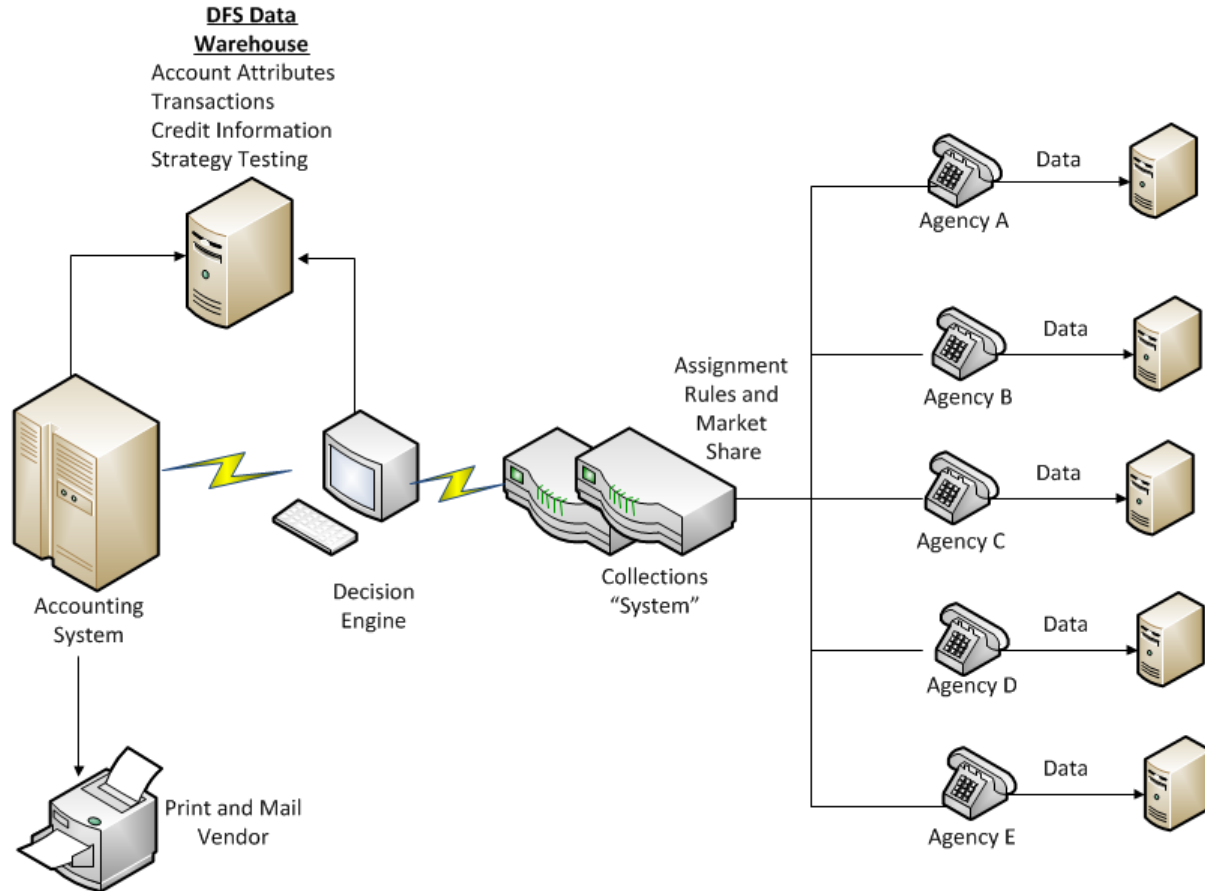 DFS Data
Warehouse
Account Attributes
Transactions
Credit Information
Strategy Testing
Accounting
System
Print and Mail
Vendor
Decision
Engine
Collections
“System”
Assignment
Rules and
Market
Share
Agency A
Data
Agency B
Data
Agency C
Data
Agency D
Data
Agency E
Data